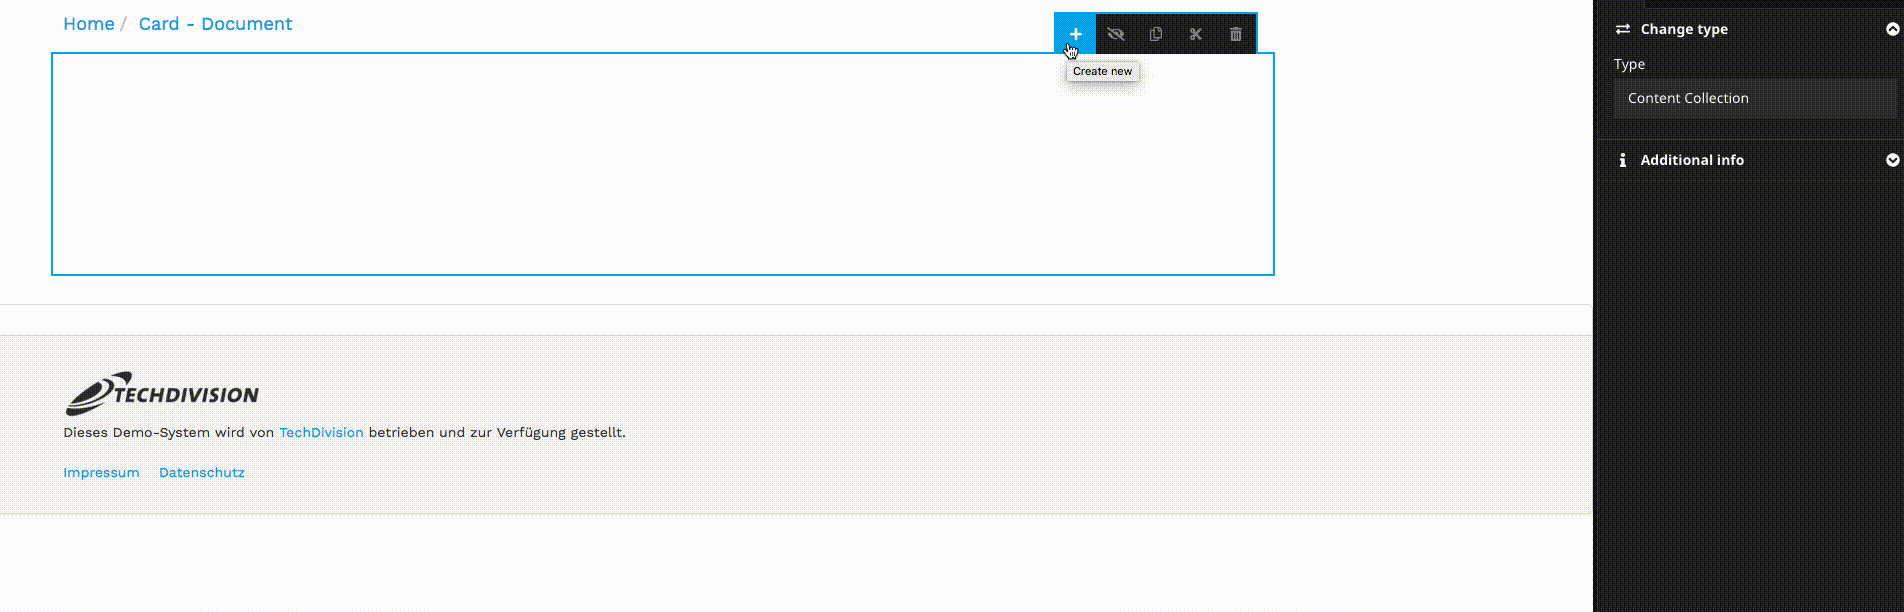 Home / Card - Document
Create new
TECHDIVISION
Dieses Demo-System wird von TechDivision betrieben und zur Verfügung gestellt.
Impressum Datenschutz
Change type
Type
Content Collection
Additional info